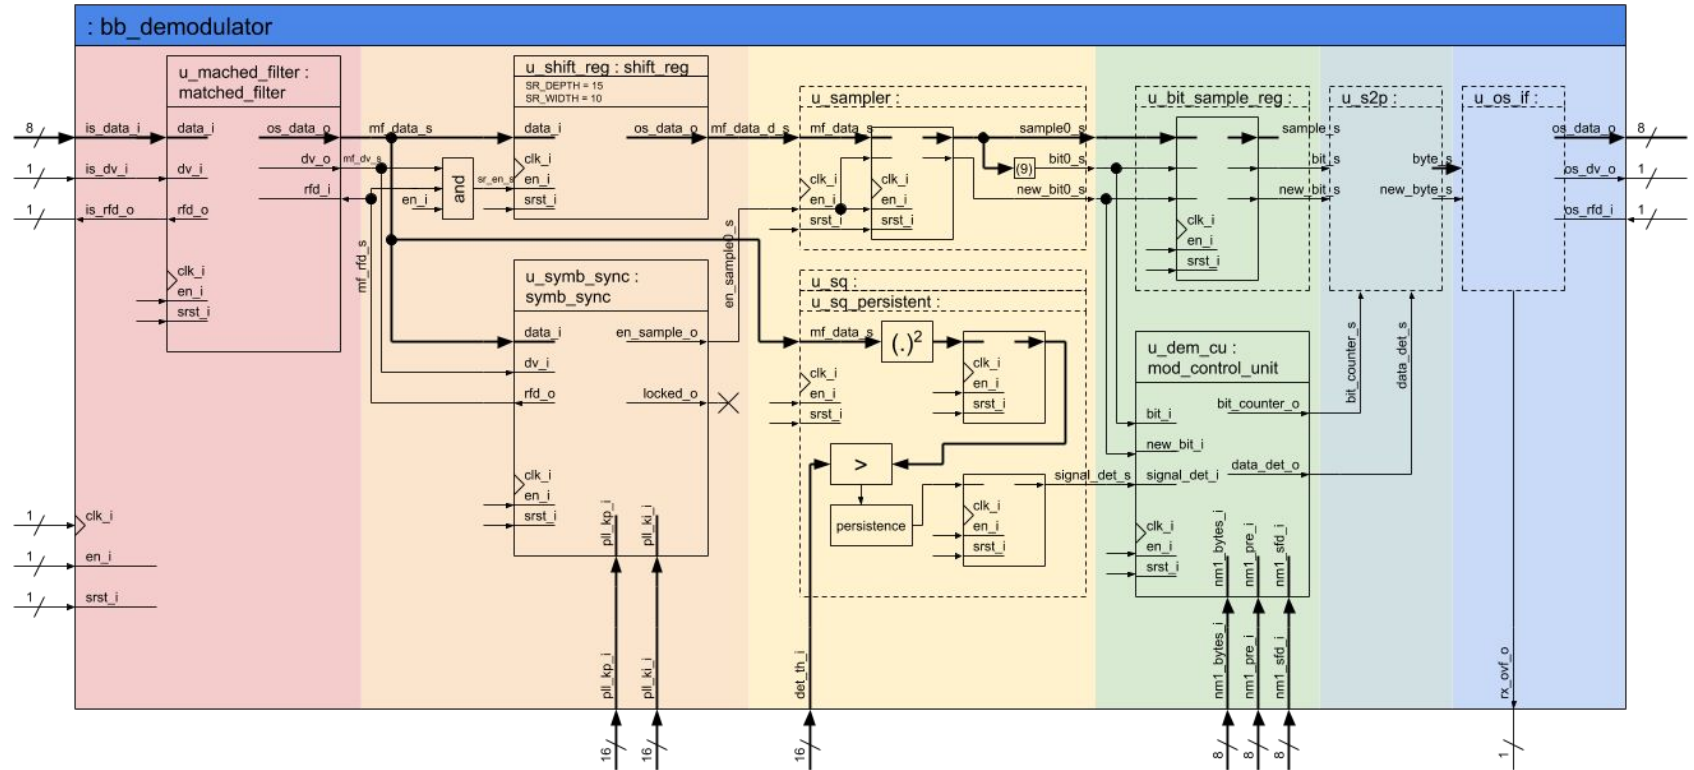 : bb_demodulator
u_mached_filter :
matched_filter
8
is_data_i
data_i
os_data_o
mf_data_s
1
is_dv_i
dv_i
dv_o
mf_dv_s
rfd_i
1
is_rfd_o
rfd_o
clk_i
en_i
srst_i
mf_rfd_s
and
en_i
sr_en_s
u_shift_reg : shift_reg
SR_DEPTH = 15
SR_WIDTH = 10
data_i
os_data_o
mf_data_d_s
clk_i
en_i
srst_i
u_symb_sync :
symb_sync
data_i
en_sample_o
en_sample0_s
dv_i
rfd_o
locked_o
clk_i
en_i
srst_i
pll_kp_i
pll_ki_i
pll_kp_i
pll_ki_i
16
16
1
clk_i
1
en_i
1
srst_i
u_sampler :
mf_data_s
clk_i
en_i
srst_i
clk_i
en_i
srst_i
sample0_s
(9)
bit0_s
new_bit0_s
u_sq :
u_sq_persistent :
mf_data_s
(.)2
clk_i
en_i
srst_i
clk_i
en_i
srst_i
>
persistence
clk_i
en_i
srst_i
signal_det_s
det_th_i
16
u_bit_sample_reg :
sample_s
bit_s
new_bit_s
clk_i
en_i
srst_i
u_dem_cu :
mod_control_unit
bit_counter_o
bit_i
new_bit_i
data_det_o
signal_det_i
clk_i
en_i
srst_i
nm1_bytes_i
nm1_pre_i
nm1_sfd_i
nm1_bytes_i
nm1_pre_i
nm1_sfd_i
8
8
8
u_s2p :
byte_s
new_byte_s
bit_counter_s
data_det_s
u_os_if :
os_data_o
8
os_dv_o
1
os_rfd_i
1
rx_ovf_o
1